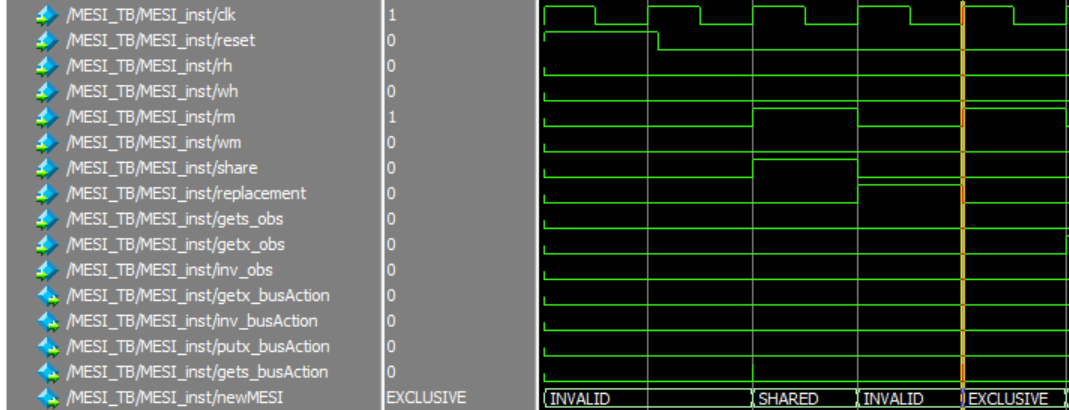 /MESI_TB/MESI_inst/clk 1
/MESI_TB/MESI_inst/reset 0
/MESI_TB/MESI_inst/rh 0
/MESI_TB/MESI_inst/wh 0
/MESI_TB/MESI_inst/rm 1
/MESI_TB/MESI_inst/wm 0
/MESI_TB/MESI_inst/share 0
/MESI_TB/MESI_inst/replacement 0
/MESI_TB/MESI_inst/gets_obs 0
/MESI_TB/MESI_inst/getx_obs 0
/MESI_TB/MESI_inst/inv_obs 0
/MESI_TB/MESI_inst/getx_busAction 0
/MESI_TB/MESI_inst/inv_busAction 0
/MESI_TB/MESI_inst/putx_busAction 0
/MESI_TB/MESI_inst/gets_busAction 0
/MESI_TB/MESI_inst/newMESI EXCLUSIVE INVALID SHARED INVALID EXCLUSIVE